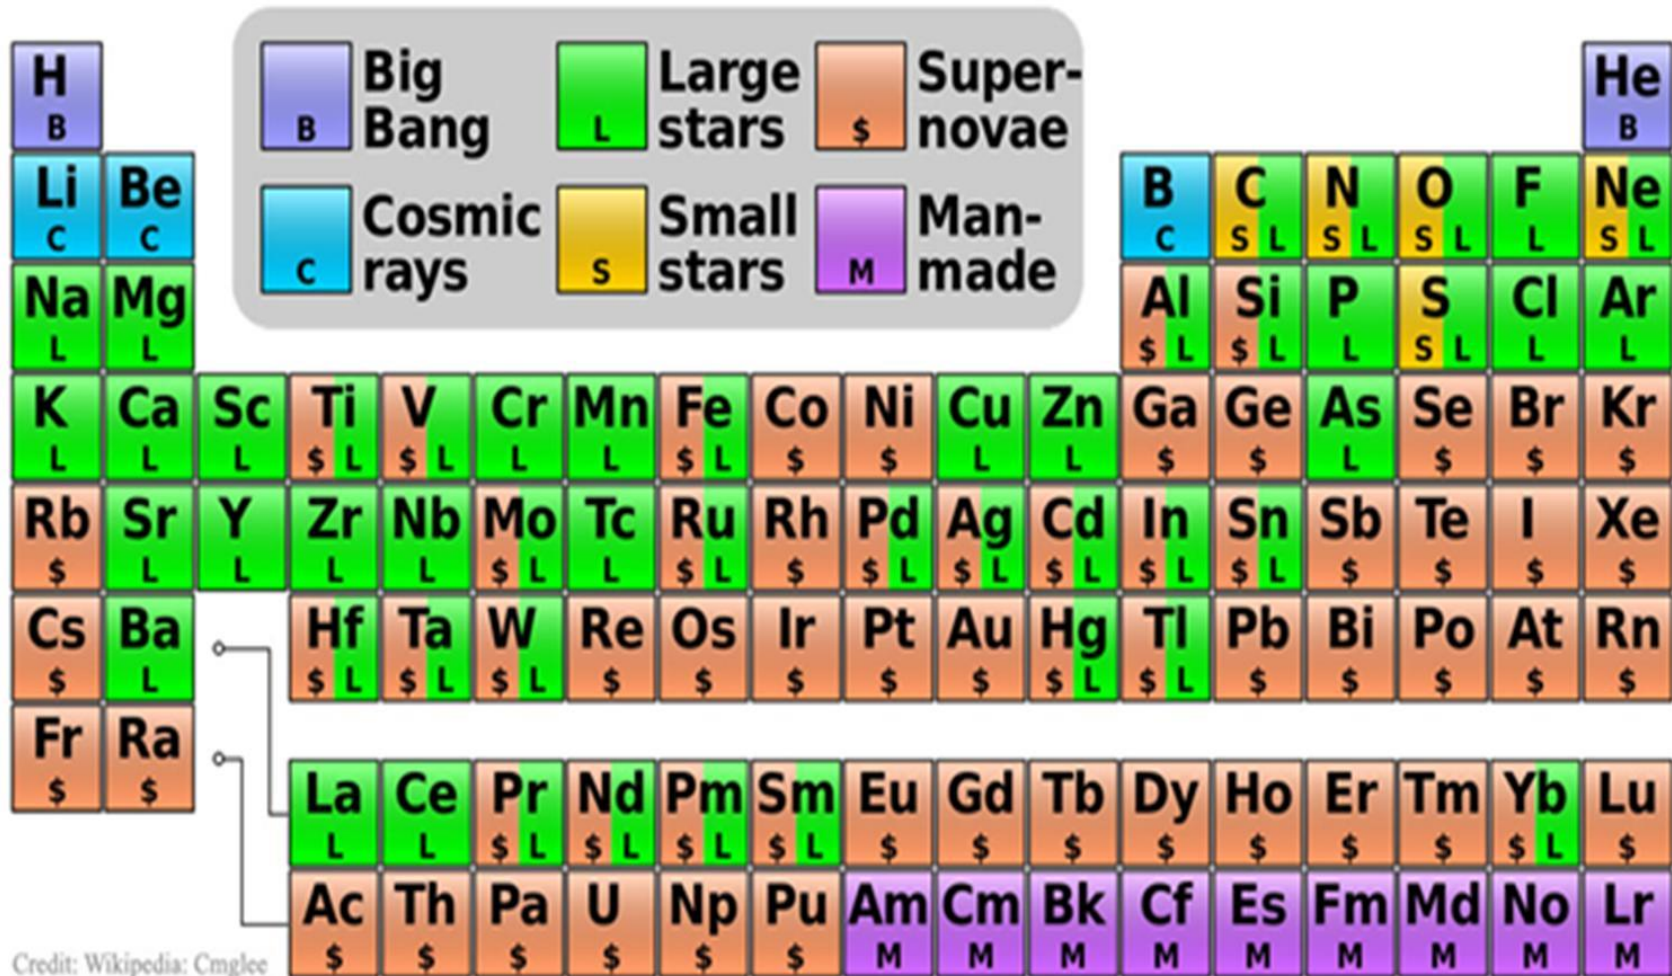 H Big Large Super- He
B B Bang L stars $ novae B
Li Be Cosmic Small Man- B C N O F Ne
C C C rays S stars M made C S L S L S L L S L
Na Mg Al Si P S Cl Ar
L L $ L $ L L S L L L
K Ca Sc Ti V Cr Mn Fe Co Ni Cu Zn Ga Ge As Se Br Kr
L L L $ L $ L L L $ L $ $ L L $ $ L $ $ $
Rb Sr Y Zr Nb Mo Tc Ru Rh Pd Ag Cd In Sn Sb Te I Xe
$ L L L L $ L L $ L $ $ L $ L $ L $ L $ L $ $ $ $
Cs Ba Hf Ta W Re Os Ir Pt Au Hg Tl Pb Bi Po At Rn
$ L $ L $ L $ L $ $ $ $ $ $ L $ L $ $ $ $ $
Fr Ra
$ $
La Ce Pr Nd Pm Sm Eu Gd Tb Dy Ho Er Tm Yb Lu
L L $ L $ L $ L $ L $ $ $ $ $ $ $ $ L $
Ac Th Pa U Np Pu Am Cm Bk Cf Es Fm Md No Lr
$ $ $ $ $ $ M M M M M M M M M
Credit: Wikipedia: Cmglee